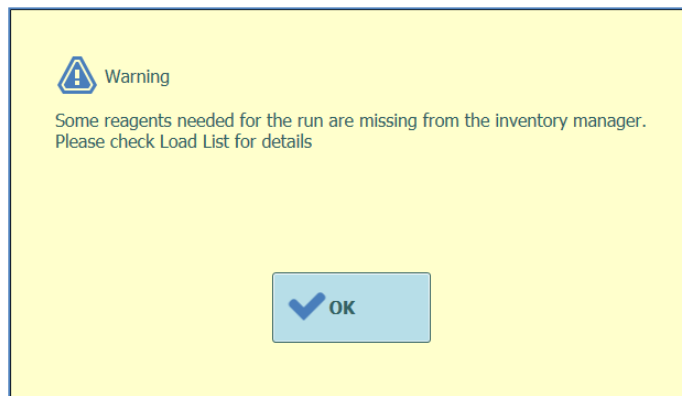 Warning
Some reagents needed for the run are missing from the inventory manager.
Please check Load List for details
OK